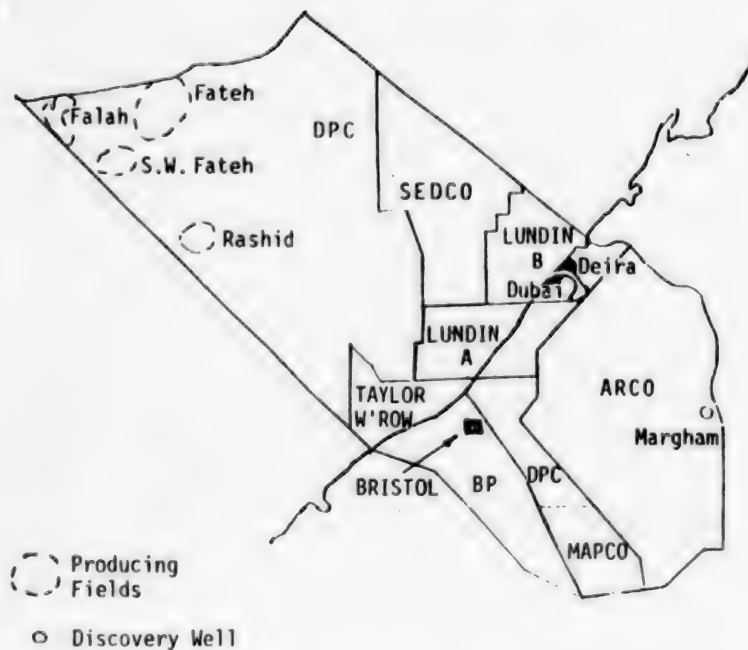 Fateh
Falah
DPC
S.W. Fateh
SEDCO
Rashid
LUNDIN
B
Deira
Dubai
LUNDIN
A
TAYLOR
W'ROW
ARCO
Margham
BRISTOL
BP
DPC
MAPCO
Producing
Fields
Discovery Well